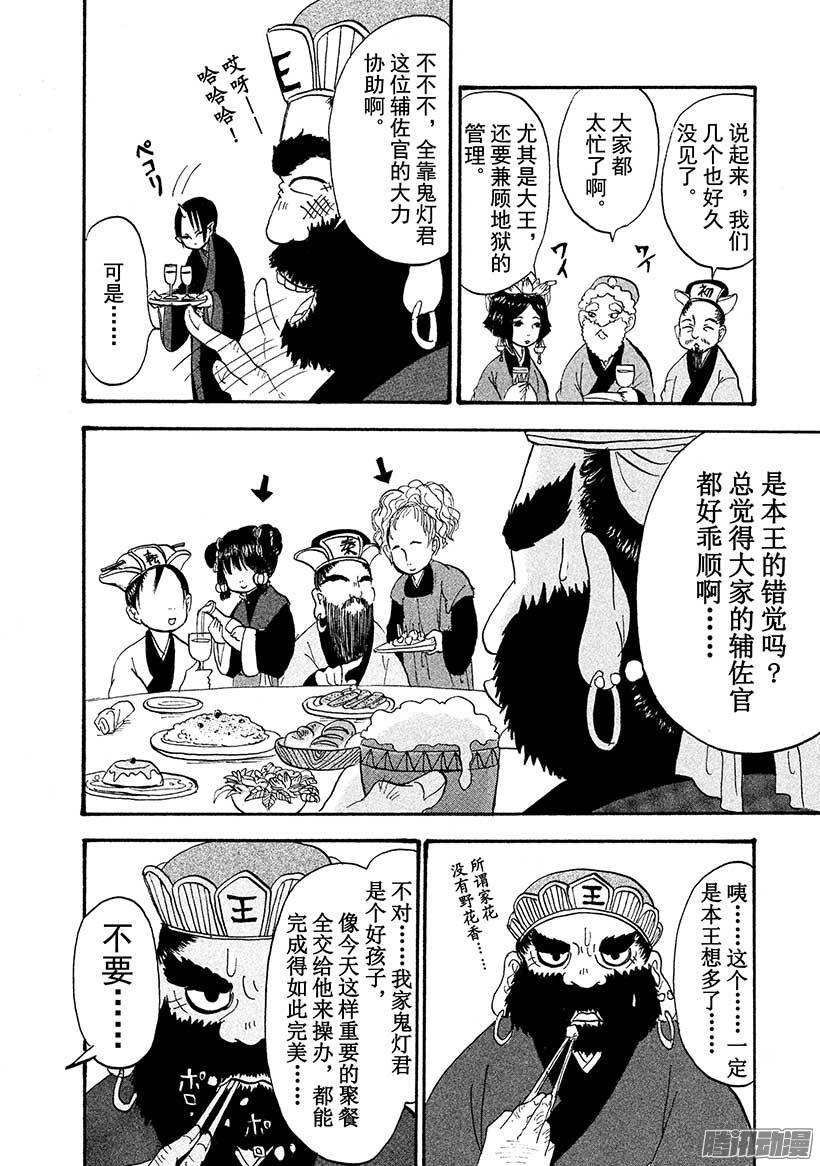 说起来，我们
几个也好久
没见了。
大家都
太忙了啊。
尤其是大王，
还要兼顾地狱的
管理。
ワイ
ワイ
初
不不不，全靠鬼灯君
这位辅佐官的大力
协助啊。
哎呀——
哈哈哈！
王
ペコリ
可是……
是本王的错觉吗？
总觉得大家的辅佐官
都好乖顺啊……
泰
咦……这个……一定
是本王想多了……
所谓家花
没有野花香……
王
不对……我家鬼灯君
是个好孩子，
像今天这样重要的聚餐
全交给他来操办，都能
完成得如此完美……
王
不要……
ポロ…
腾讯动漫